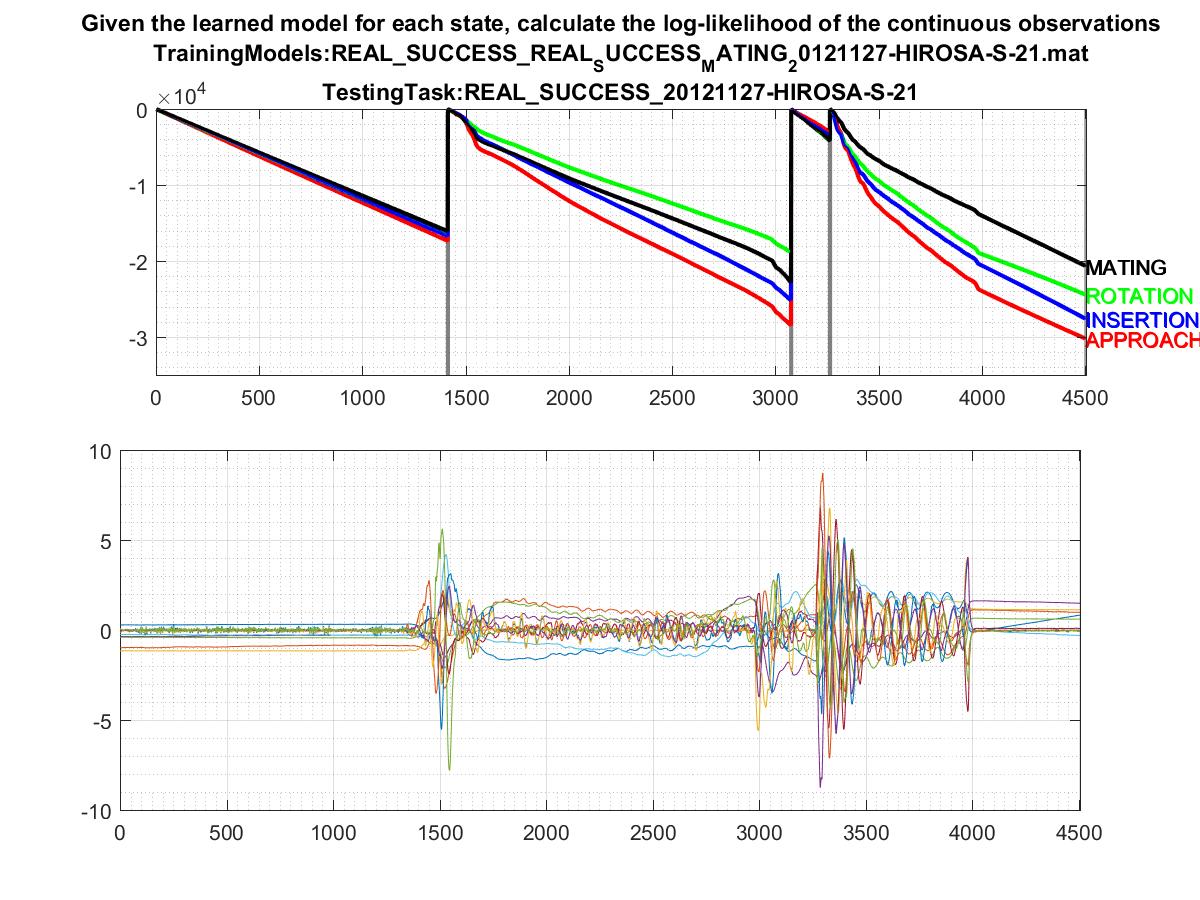 Given the learned model for each state, calculate the log-likelihood of the continuous observations
TrainingModels:REAL_SUCCESS_REALSUCCESSMATING20121127-HIROSA-S-21.mat
TestingTask:REAL_SUCCESS_20121127-HIROSA-S-21
×10^4
0
-1
-2
-3
MATING
ROTATION
INSERTION
APPROACH
0 500 1000 1500 2000 2500 3000 3500 4000 4500
10
5
0
-5
-10
0 500 1000 1500 2000 2500 3000 3500 4000 4500